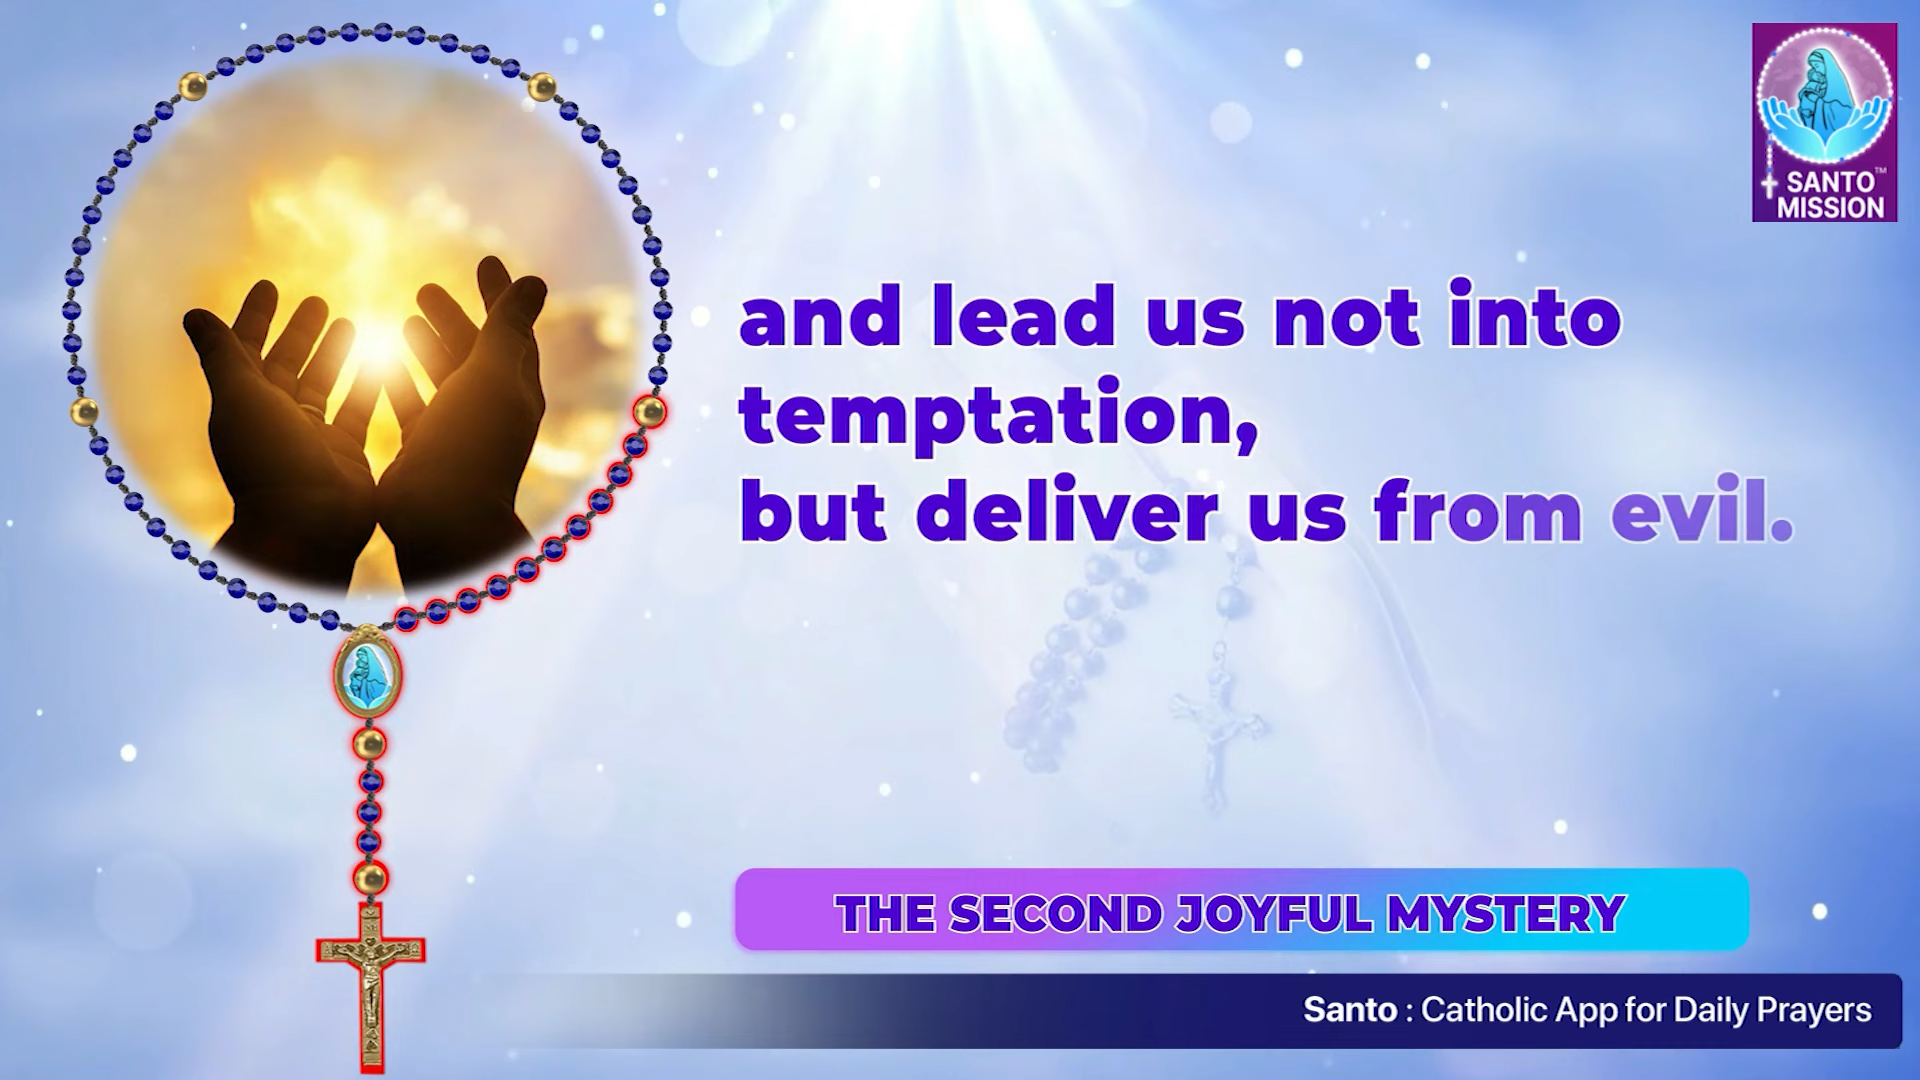 SANTO™
MISSION
and lead us not into
temptation,
but deliver us from evil.
THE SECOND JOYFUL MYSTERY
Santo : Catholic App for Daily Prayers